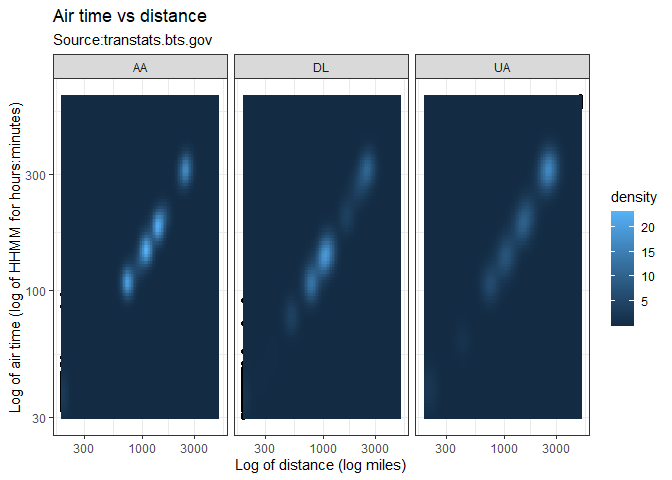 Air time vs distance
Source:transtats.bts.gov
AA DL UA
Log of air time (log of HHMM for hours:minutes)
300
100
30
density
20
15
10
5
300 1000 3000 300 1000 3000 300 1000 3000
Log of distance (log miles)